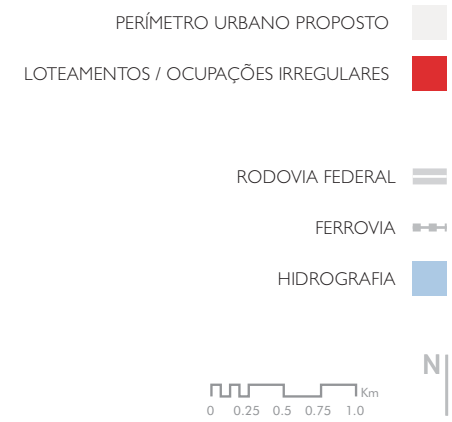 PERÍMETRO URBANO PROPOSTO
LOTEAMENTOS / OCUPAÇÕES IRREGULARES
RODOVIA FEDERAL
FERROVIA
HIDROGRAFIA
N
Km
0 0.25 0.5 0.75 1.0